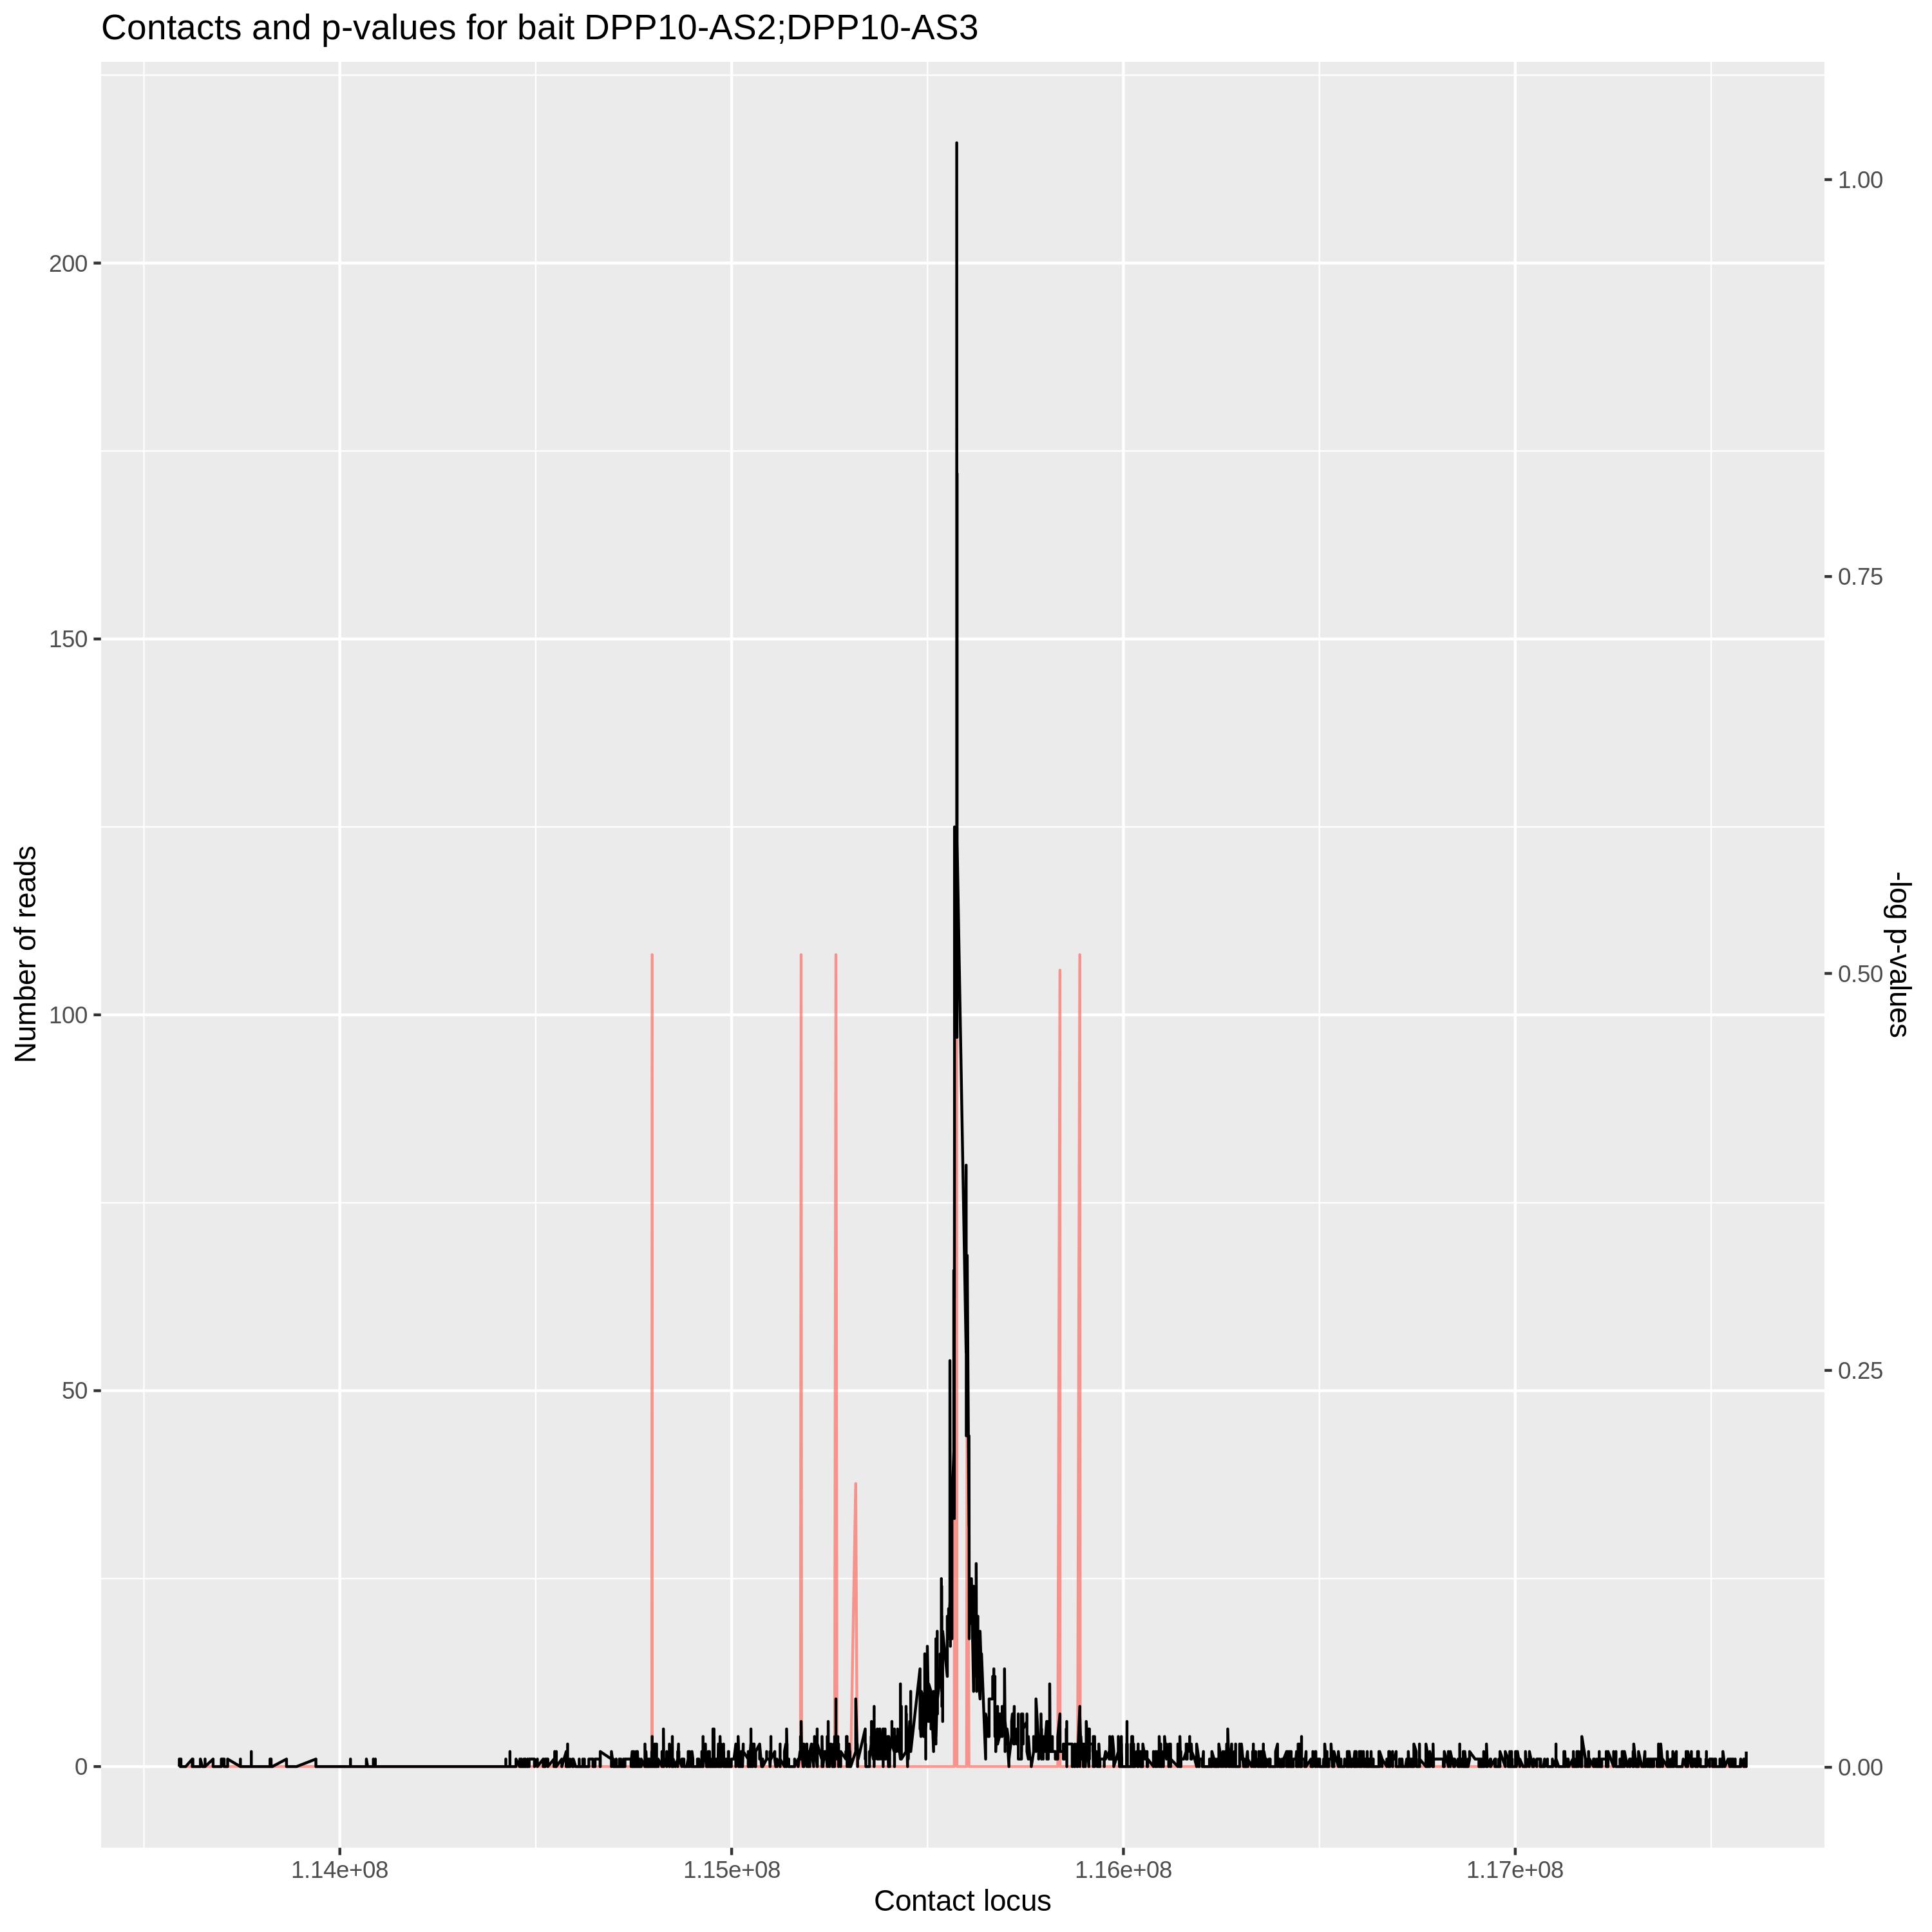 Contacts and p-values for bait DPP10-AS2;DPP10-AS3
Number of reads
200
150
100
50
0
1.00
0.75
0.50
0.25
0.00
-log p-values
1.14e+08
1.15e+08
1.16e+08
1.17e+08
Contact locus